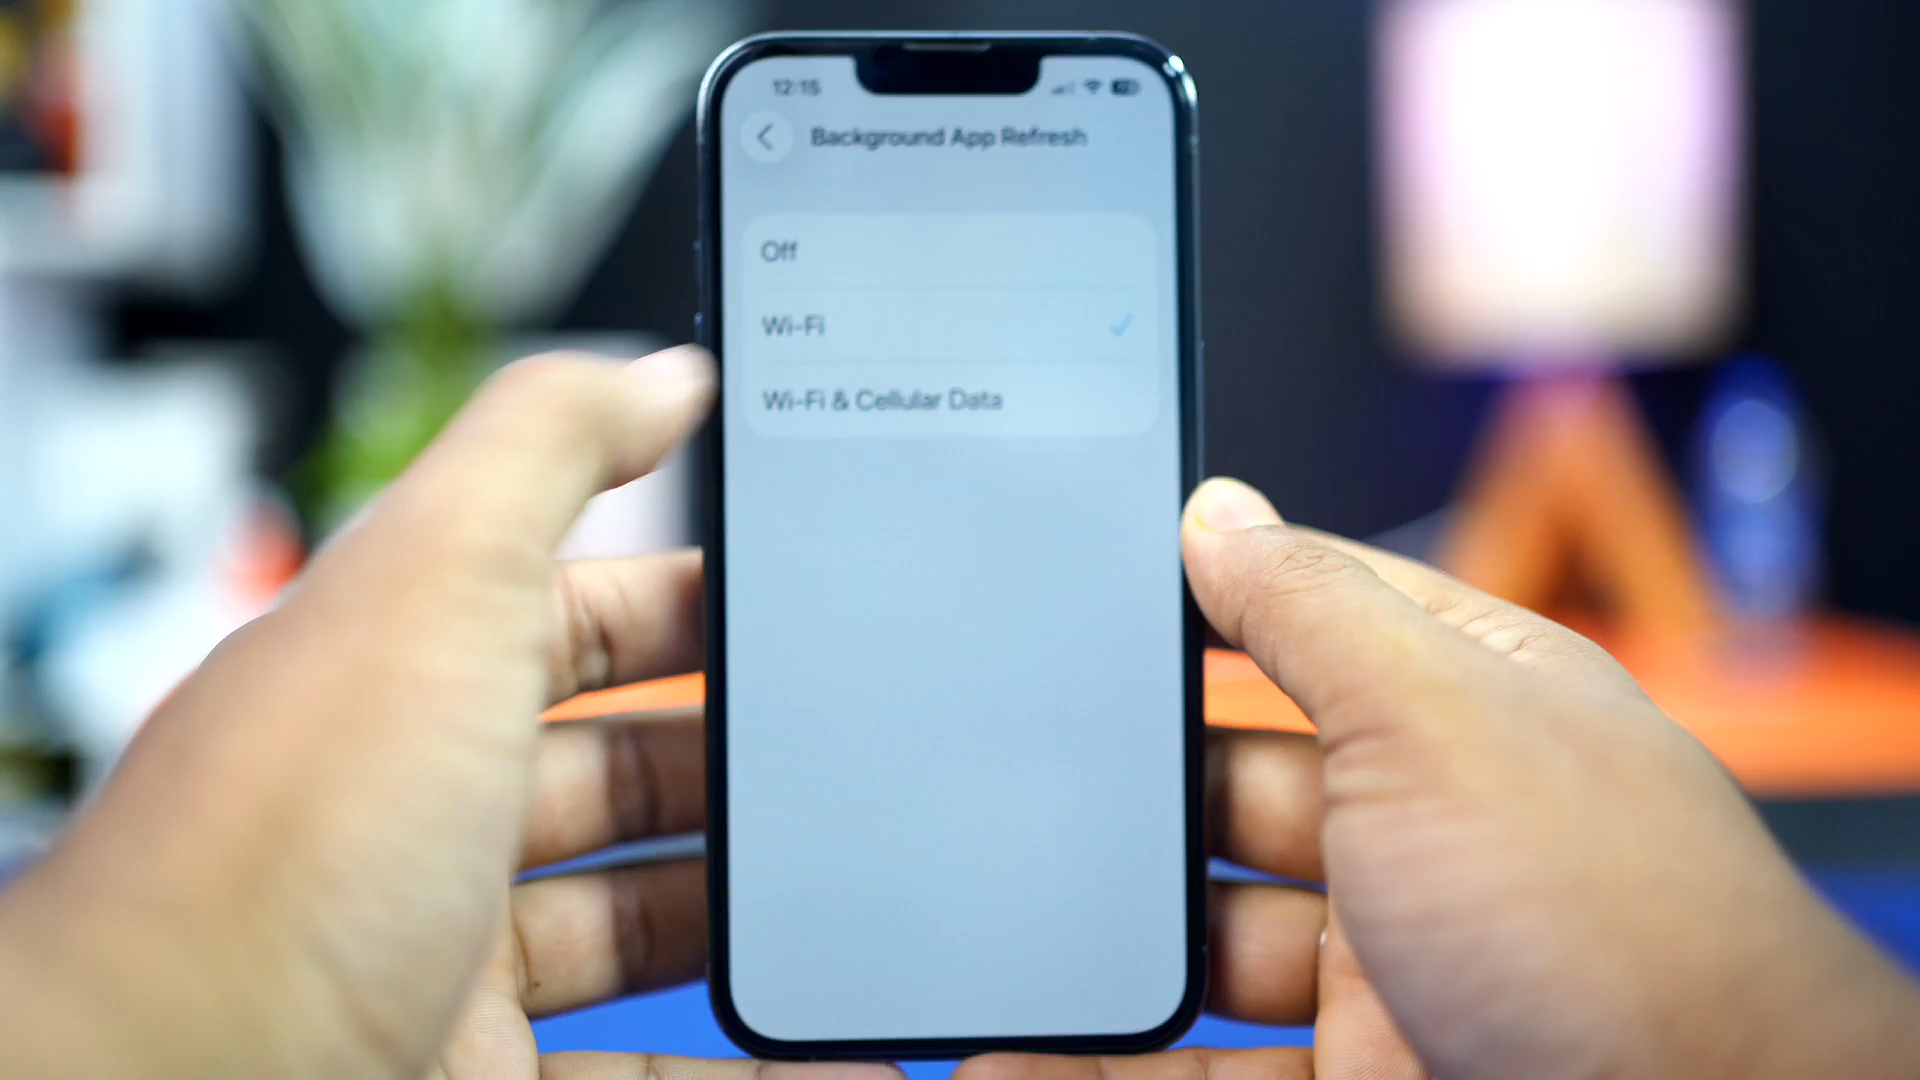 12:15
Background App Refresh
Off
Wi-Fi
Wi-Fi & Cellular Data